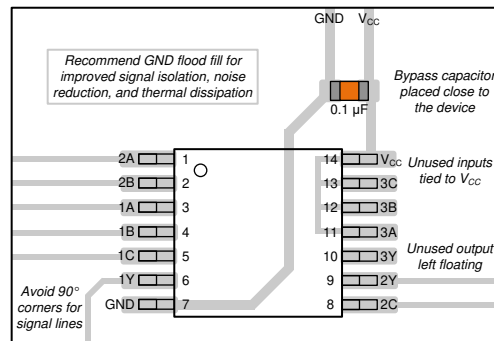 GND VCC
Recommend GND flood fill for
improved signal isolation, noise
reduction, and thermal dissipation
Bypass capacitor
placed close to
the device
0.1 µF
2A 1
2B 2
1A 3
1B 4
1C 5
1Y 6
GND 7
14 VCC
13 3C
12 3B
11 3A
10 3Y
9 2Y
8 2C
Unused inputs
tied to VCC
Unused output
left floating
Avoid 90°
corners for
signal lines